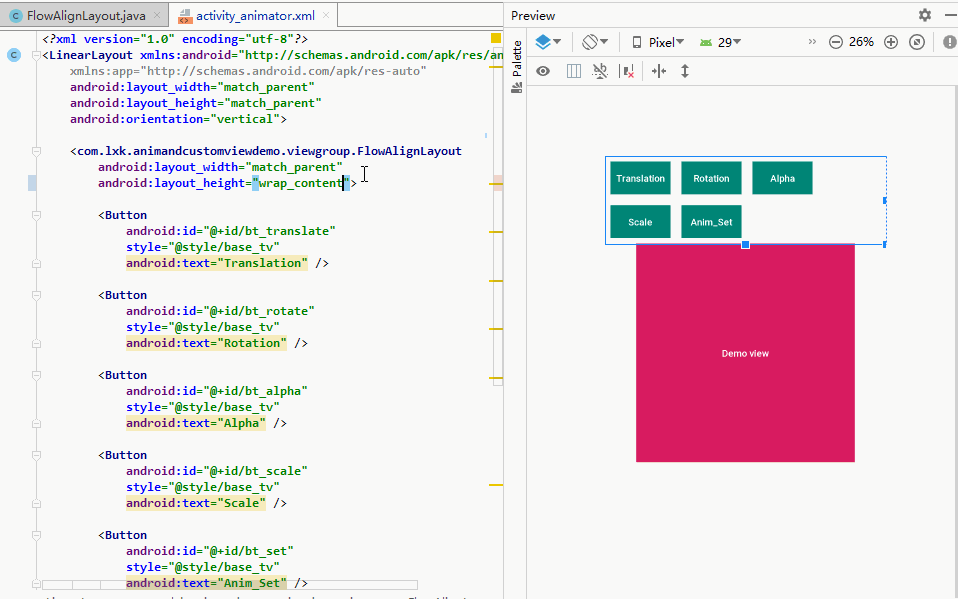 FlowAlignLayout.java
activity_animator.xml
<?xml version="1.0" encoding="utf-8"?>
<LinearLayout xmlns:android="http://schemas.android.com/apk/res/an
xmlns:app="http://schemas.android.com/apk/res-auto"
android:layout_width="match_parent"
android:layout_height="match_parent"
android:orientation="vertical">
<com.lxk.animandcustomviewdemo.viewgroup.FlowAlignLayout
android:layout_width="match_parent"
android:layout_height="wrap_content">
<Button
android:id="@+id/bt_translate"
style="@style/base_tv"
android:text="Translation" />
<Button
android:id="@+id/bt_rotate"
style="@style/base_tv"
android:text="Rotation" />
<Button
android:id="@+id/bt_alpha"
style="@style/base_tv"
android:text="Alpha" />
<Button
android:id="@+id/bt_scale"
style="@style/base_tv"
android:text="Scale" />
<Button
android:id="@+id/bt_set"
style="@style/base_tv"
android:text="Anim_Set" />
Preview
Palette
Pixel
29
26%
Translation
Rotation
Alpha
Scale
Anim_Set
Demo view